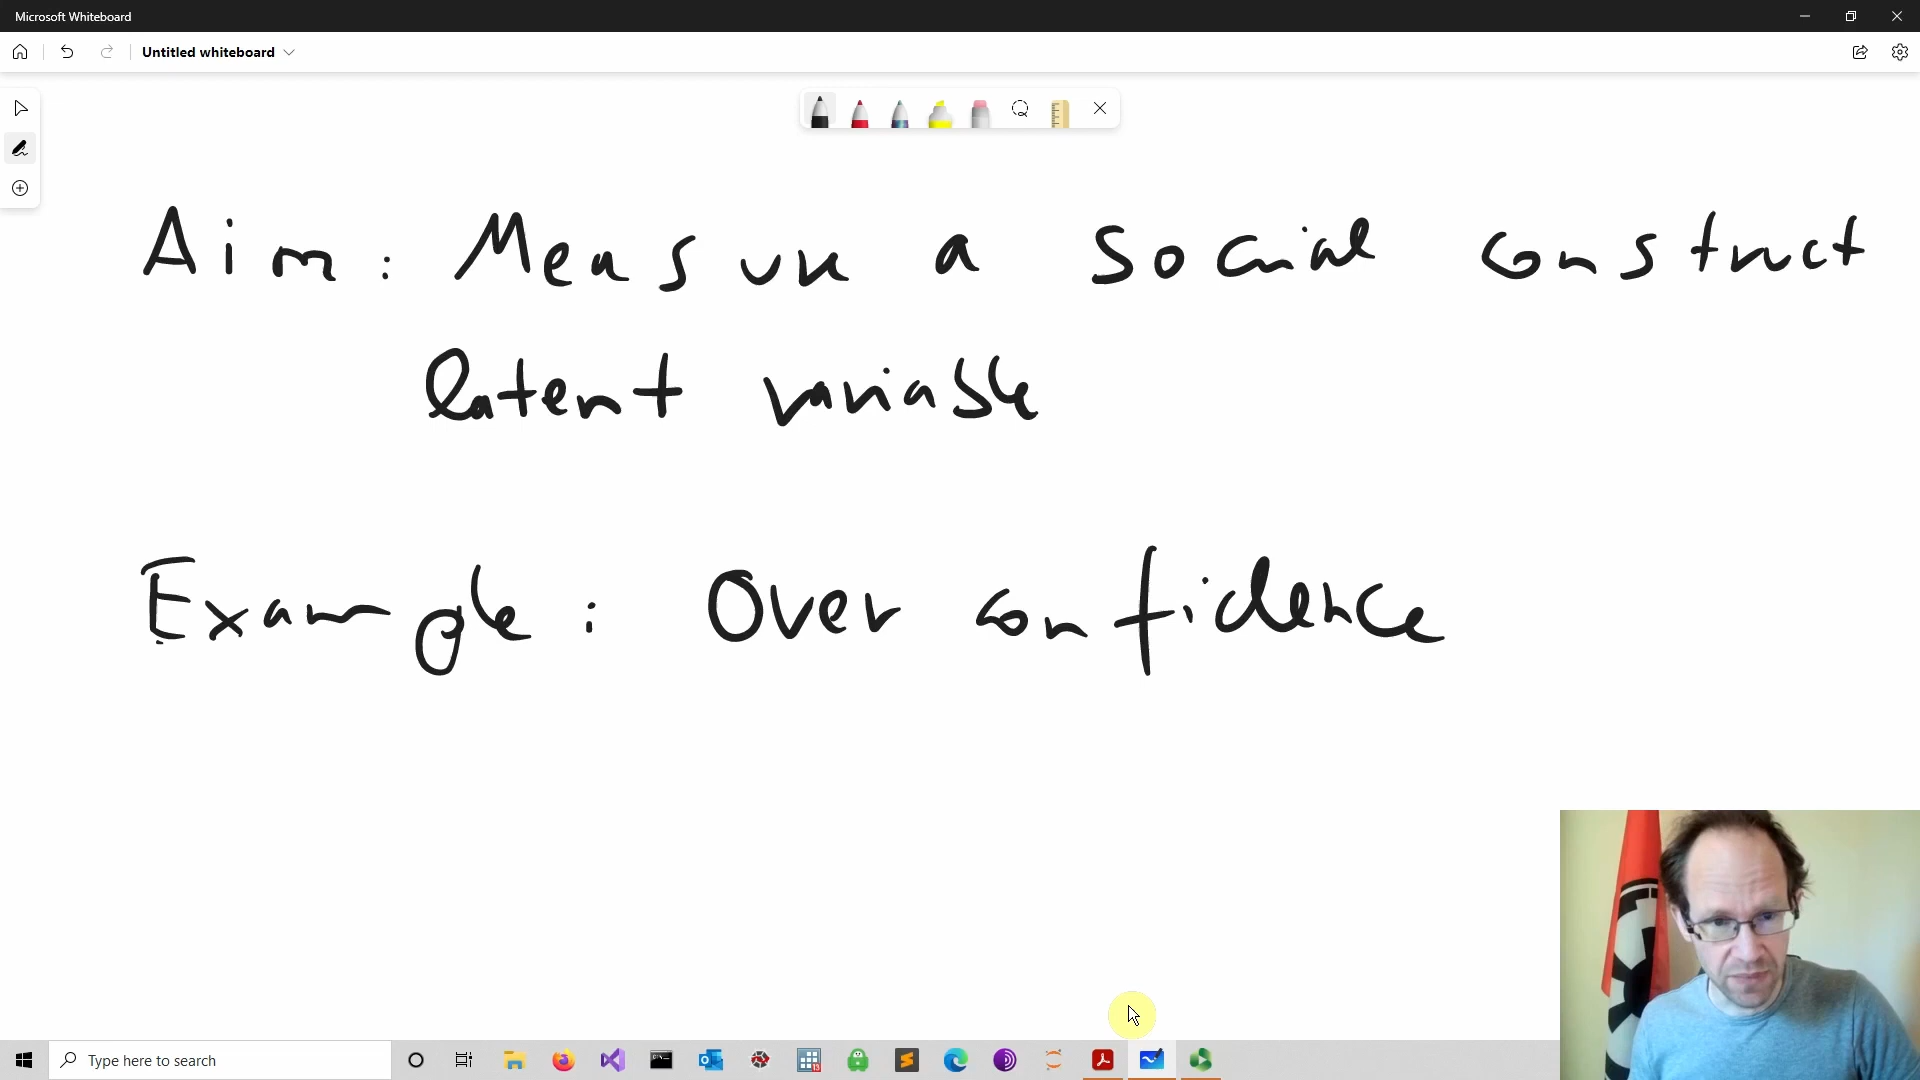 Microsoft Whiteboard
Untitled whiteboard
Aim: Measure a social construct
latent variable
Example: Over confidence
Type here to search